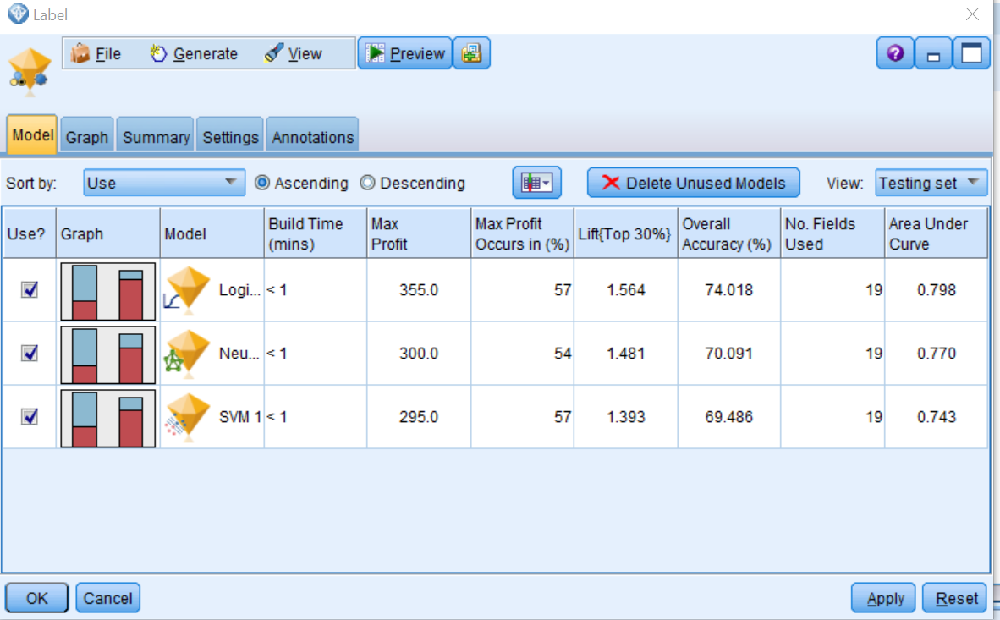 Label
File Generate View Preview
Model Graph Summary Settings Annotations
Sort by: Use Ascending Descending Delete Unused Models View: Testing set
Use? Graph Model Build Time (mins) Max Profit Max Profit Occurs in (%) Lift{Top 30%} Overall Accuracy (%) No. Fields Used Area Under Curve
Logi... < 1 355.0 57 1.564 74.018 19 0.798
Neu... < 1 300.0 54 1.481 70.091 19 0.770
SVM 1 < 1 295.0 57 1.393 69.486 19 0.743
OK Cancel Apply Reset